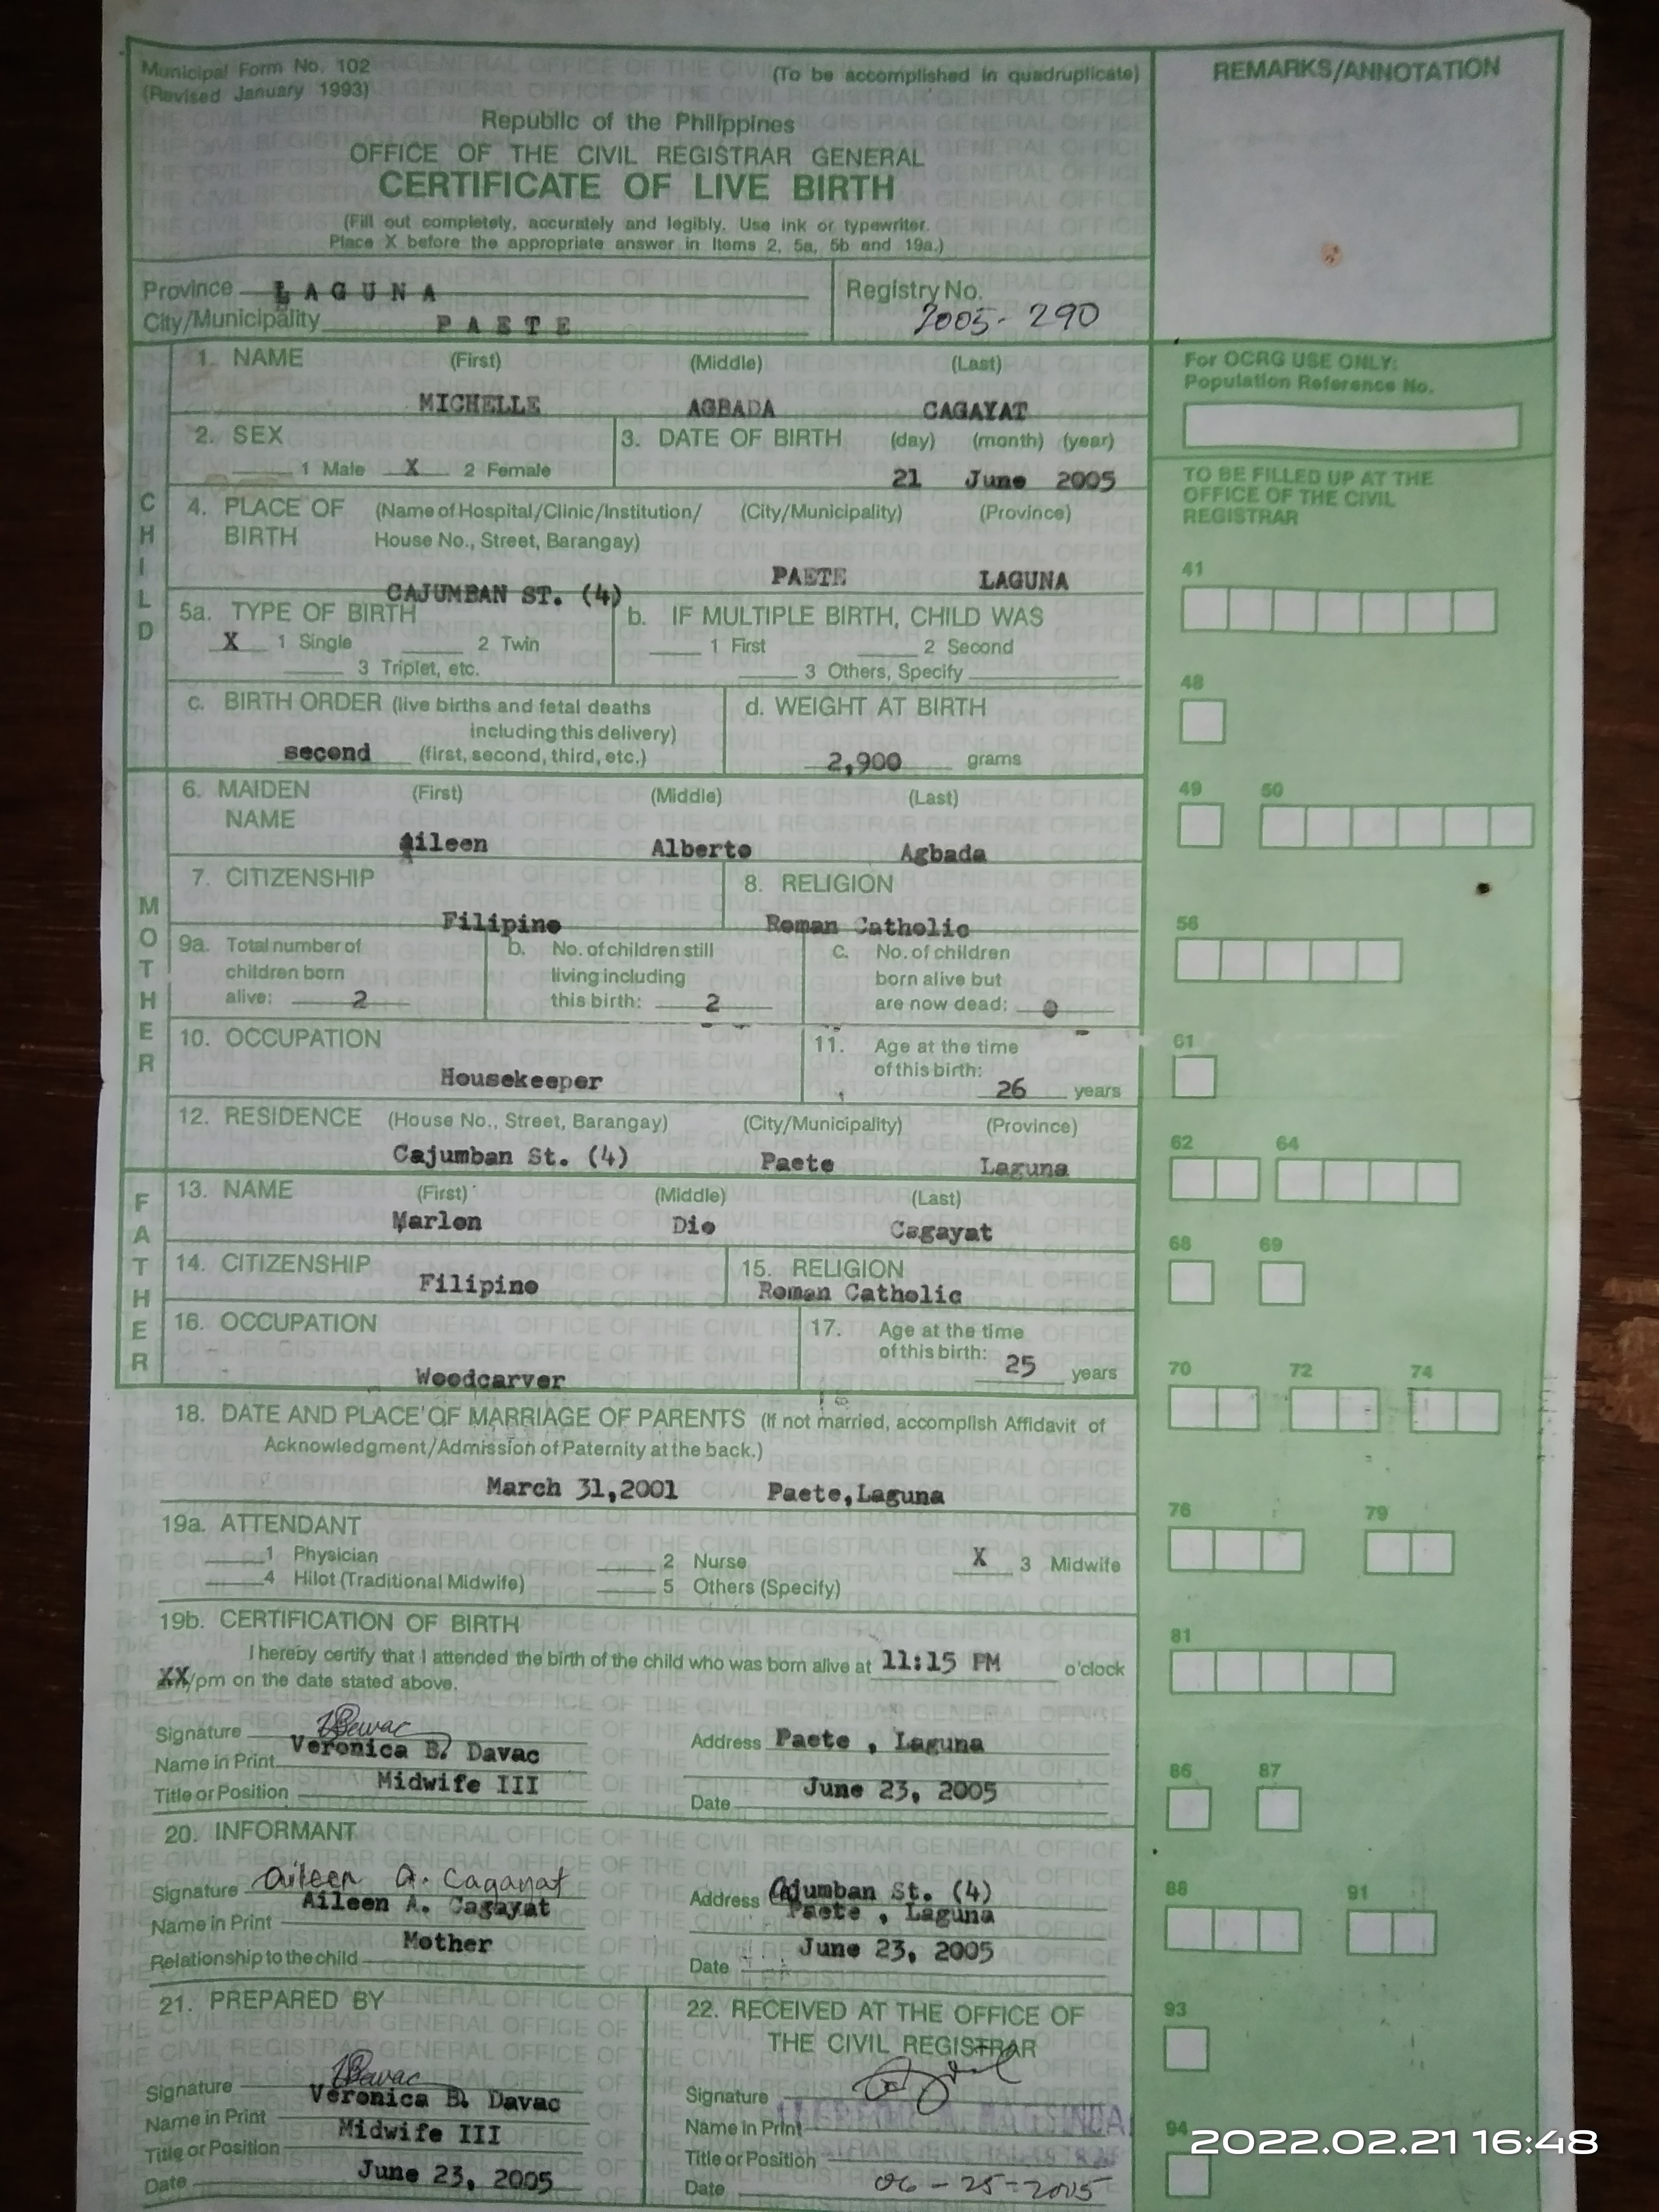 Municipal Form No. 102
(Revised January 1993)
(To be accomplished in quadruplicate)
REMARKS/ANNOTATION
Republic of the Philippines
OFFICE OF THE CIVIL REGISTRAR GENERAL
CERTIFICATE OF LIVE BIRTH
(Fill out completely, accurately and legibly. Use ink or typewriter.
Place X before the appropriate answer in Items 2, 5a, 5b and 19a.)
Province LAGUNA
City/Municipality PAETE
Registry No.
2005-290
1. NAME (First) (Middle) (Last)
MICHELLE AGBADA CAGAYAT
For OCRG USE ONLY:
Population Reference No.
2. SEX
1 Male X 2 Female
3. DATE OF BIRTH (day) (month) (year)
21 June 2005
TO BE FILLED UP AT THE
OFFICE OF THE CIVIL
REGISTRAR
CHILD
4. PLACE OF BIRTH (Name of Hospital/Clinic/Institution/ House No., Street, Barangay) (City/Municipality) (Province)
CAJUMBAN ST. (4) PAETE LAGUNA
41
5a. TYPE OF BIRTH
X 1 Single 2 Twin
3 Triplet, etc.
b. IF MULTIPLE BIRTH, CHILD WAS
1 First 2 Second
3 Others, Specify
48
c. BIRTH ORDER (live births and fetal deaths
including this delivery)
second (first, second, third, etc.)
d. WEIGHT AT BIRTH
2,900 grams
49 50
MOTHER
6. MAIDEN NAME (First) (Middle) (Last)
Aileen Alberto Agbada
7. CITIZENSHIP
Filipino
8. RELIGION
Roman Catholic
56
9a. Total number of
children born
alive: 2
b. No. of children still
living including
this birth: 2
c. No. of children
born alive but
are now dead: 0
10. OCCUPATION
Housekeeper
11. Age at the time
of this birth:
26 years
61
12. RESIDENCE (House No., Street, Barangay) (City/Municipality) (Province)
Cajumban St. (4) Paete Laguna
62 64
FATHER
13. NAME (First) (Middle) (Last)
Marlon Dio Cagayat
14. CITIZENSHIP
Filipino
15. RELIGION
Roman Catholic
68 69
16. OCCUPATION
Woodcarver
17. Age at the time
of this birth:
25 years
70 72 74
18. DATE AND PLACE OF MARRIAGE OF PARENTS (If not married, accomplish Affidavit of
Acknowledgment/Admission of Paternity at the back.)
March 31,2001 Paete,Laguna
76 79
19a. ATTENDANT
1 Physician 2 Nurse X 3 Midwife
4 Hilot (Traditional Midwife) 5 Others (Specify)
19b. CERTIFICATION OF BIRTH
I hereby certify that I attended the birth of the child who was born alive at 11:15 PM o'clock
XX/pm on the date stated above.
81
Signature
Name in Print Veronica B. Davac
Title or Position Midwife III
Address Paete , Laguna
Date June 23, 2005
86 87
20. INFORMANT
Signature Aileen A. Cagayat
Name in Print Aileen A. Cagayat
Relationship to the child Mother
Address Cajumban St. (4)
Paete , Laguna
Date June 23, 2005
88 91
21. PREPARED BY
Signature
Name in Print Veronica B. Davac
Title or Position Midwife III
Date June 23, 2005
22. RECEIVED AT THE OFFICE OF
THE CIVIL REGISTRAR
Signature
Name in Print
Title or Position
Date 06-25-2005
93
94
2022.02.21 16:48